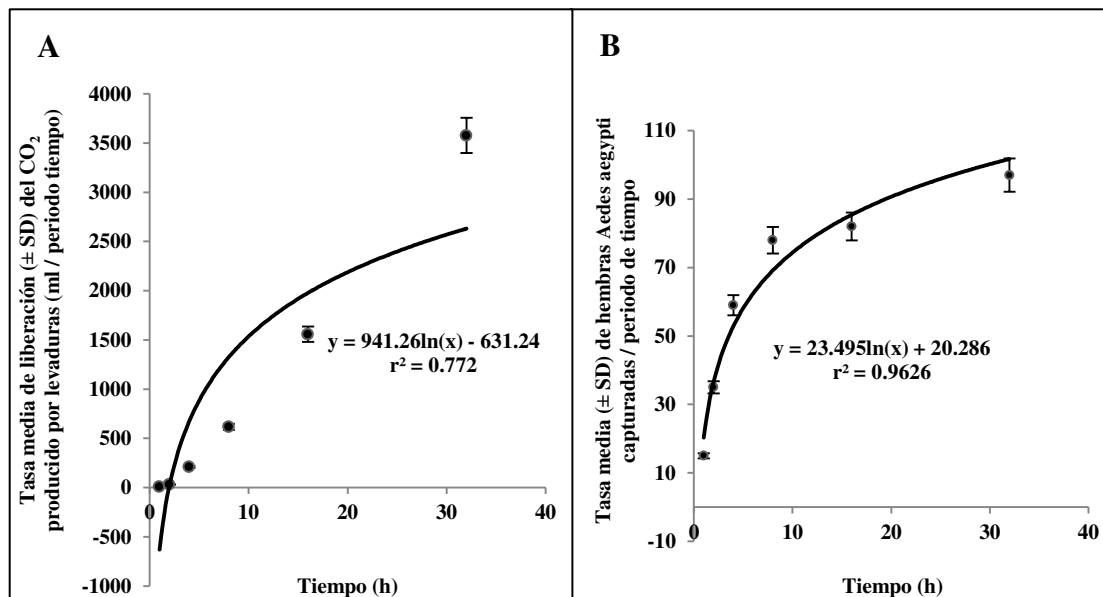 A
Tasa media de liberación (± SD) del CO₂
producido por levaduras (ml / periodo tiempo)
4000
3500
3000
2500
2000
1500
1000
500
0
-500
-1000
0
10
20
30
40
y = 941.26ln(x) - 631.24
r² = 0.772
Tiempo (h)
B
Tasa media (± SD) de hembras Aedes aegypti
capturadas / periodo de tiempo
110
90
70
50
30
10
-10
0
10
20
30
40
y = 23.495ln(x) + 20.286
r² = 0.9626
Tiempo (h)